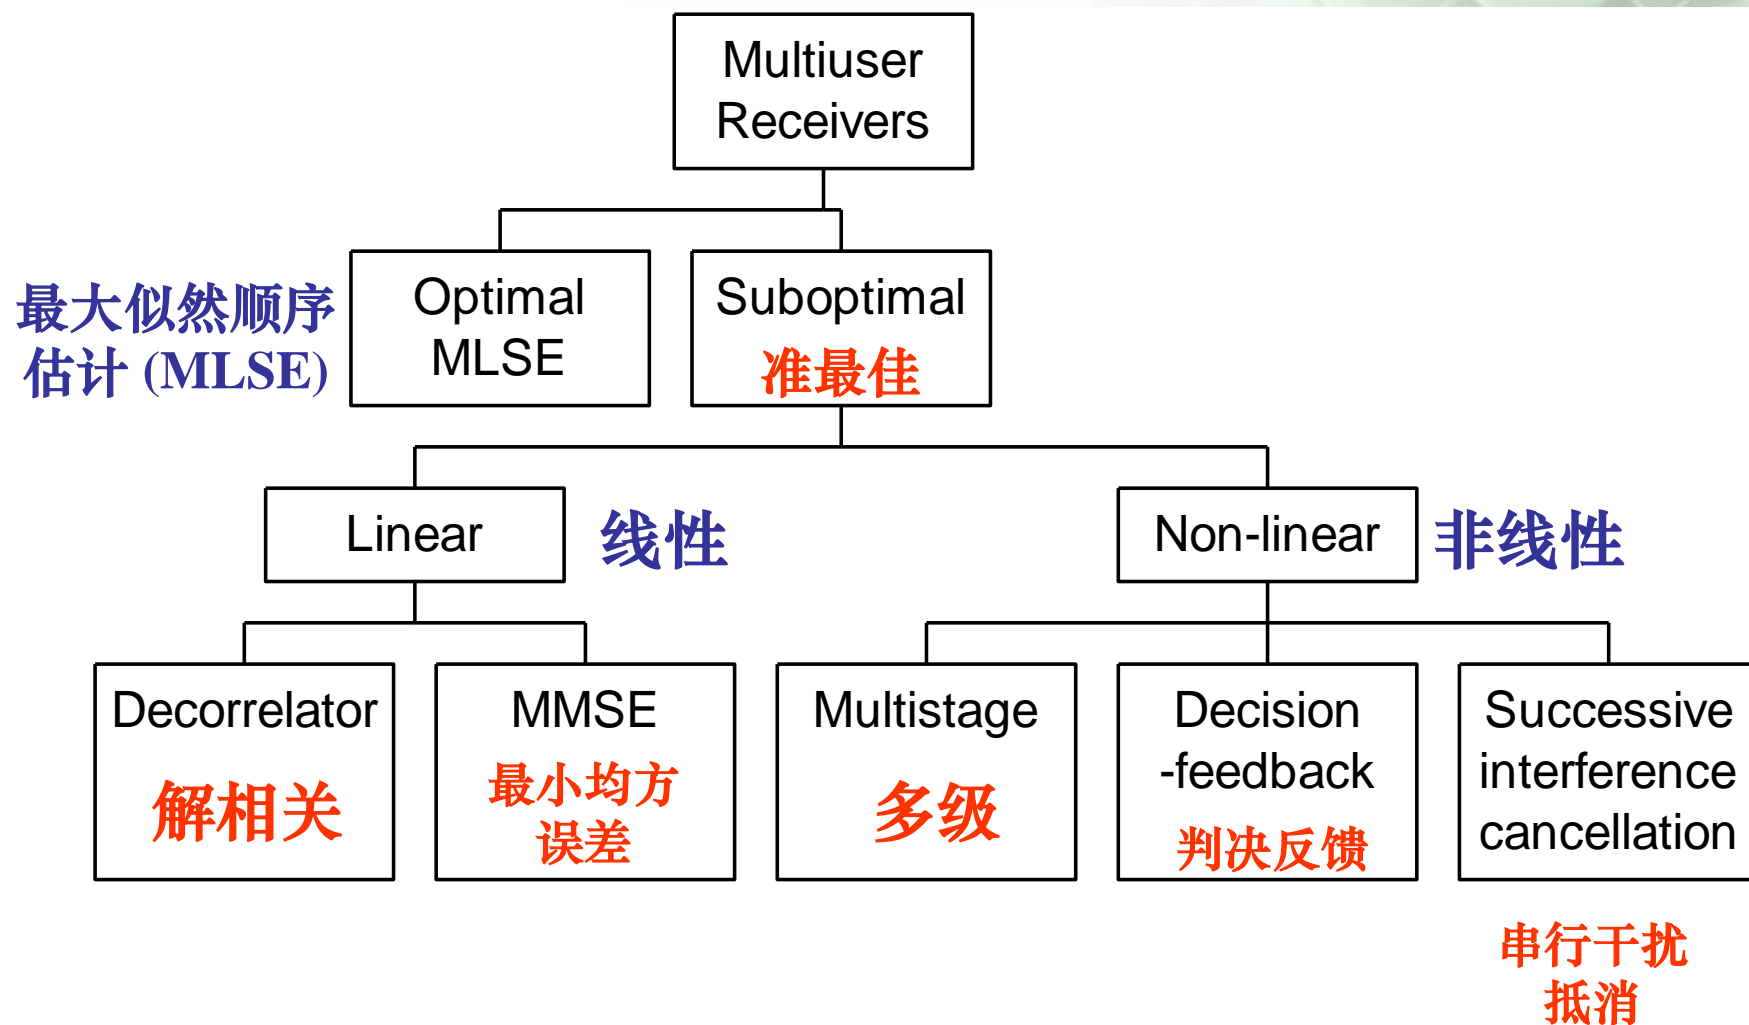 Multiuser
Receivers
最大似然顺序
估计 (MLSE)
Optimal
MLSE
Suboptimal
准最佳
Linear
线性
Non-linear
非线性
Decorrelator
解相关
MMSE
最小均方
误差
Multistage
多级
Decision
-feedback
判决反馈
Successive
interference
cancellation
串行干扰
抵消